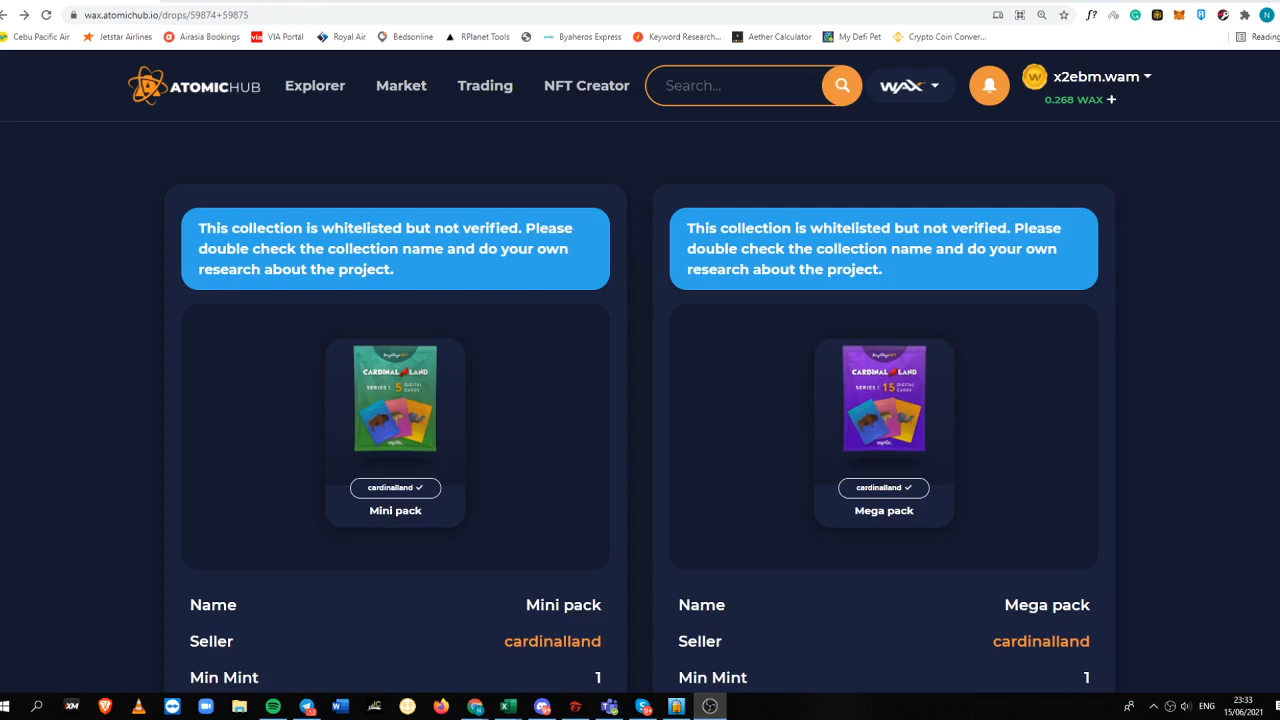 wax.atomichub.io/drops/59874+59875
Cebu Pacific Air Jetstar Airlines Airasia Bookings VIA Portal Royal Air Bedsonline RPlanet Tools Byaheros Express Keyword Research... Aether Calculator My Defi Pet Crypto Coin Conver... Reading
ATOMICHUB Explorer Market Trading NFT Creator Search... WAX x2ebm.wam
0.268 WAX +
This collection is whitelisted but not verified. Please
double check the collection name and do your own
research about the project.
CARDINAL LAND
SERIES 1 5 DIGITAL CARDS
cardinalland
Mini pack
Name Mini pack
Seller cardinalland
Min Mint 1
This collection is whitelisted but not verified. Please
double check the collection name and do your own
research about the project.
CARDINAL LAND
SERIES 1 15 DIGITAL CARDS
cardinalland
Mega pack
Name Mega pack
Seller cardinalland
Min Mint 1
ENG 23:33
15/06/2021